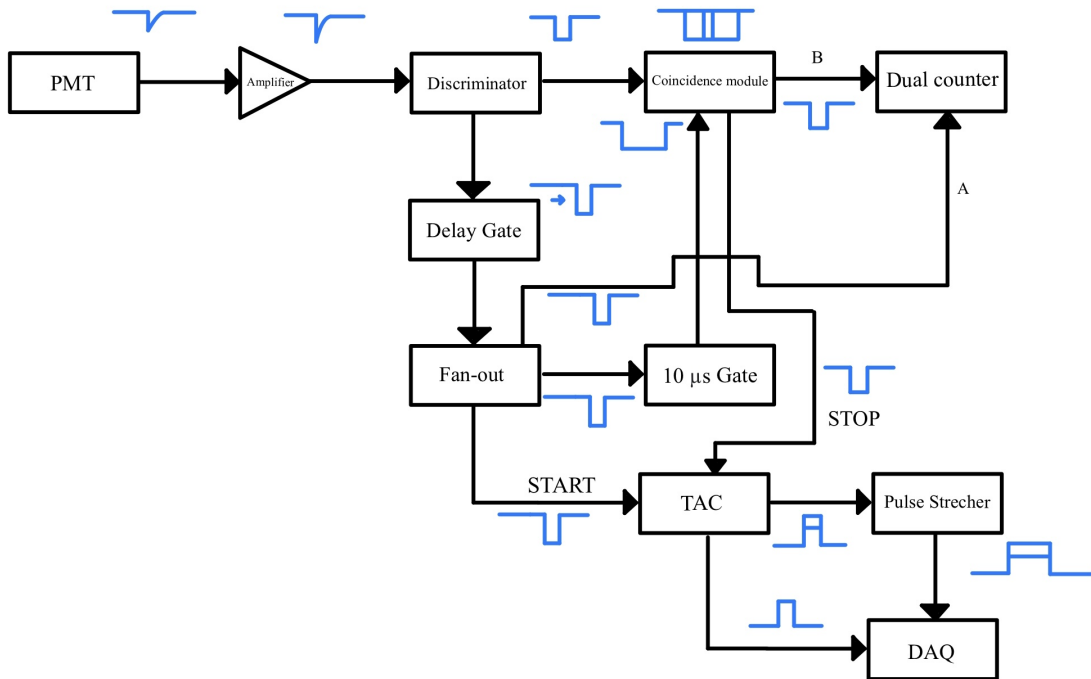 PMT
Amplifier
Discriminator
Coincidence module
B
Dual counter
A
Delay Gate
Fan-out
10 µs Gate
STOP
START
TAC
Pulse Strecher
DAQ